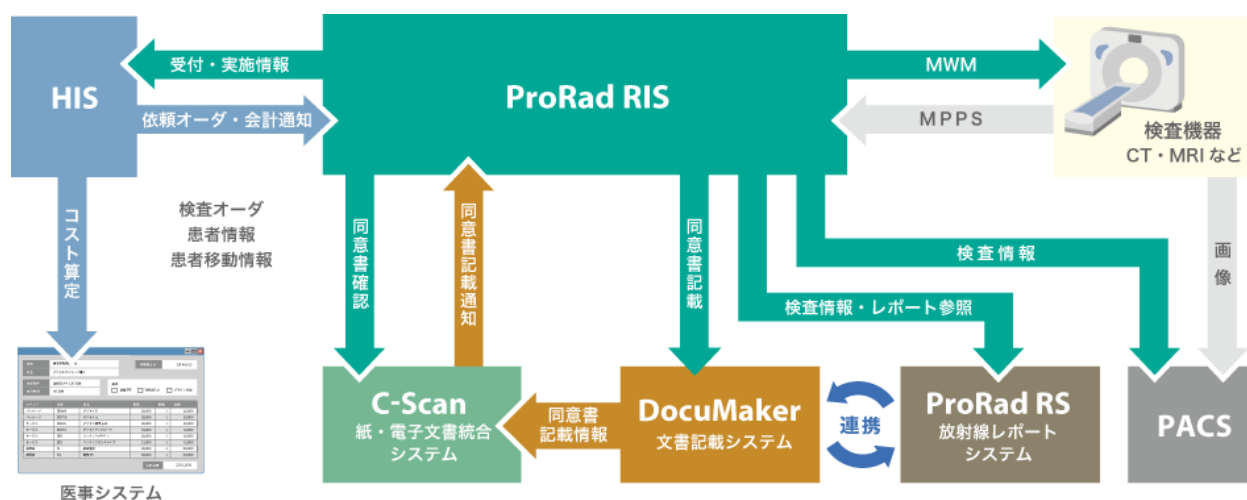 HIS
受付・実施情報
依頼オーダ・会計通知
ProRad RIS
MWM
MPPS
検査機器
CT・MRI など
コスト算定
検査オーダ
患者情報
患者移動情報
同意書確認
同意書記載通知
同意書記載
検査情報
検査情報・レポート参照
画像
医事システム
C-Scan
紙・電子文書統合
システム
同意書
記載情報
DocuMaker
文書記載システム
連携
ProRad RS
放射線レポート
システム
PACS